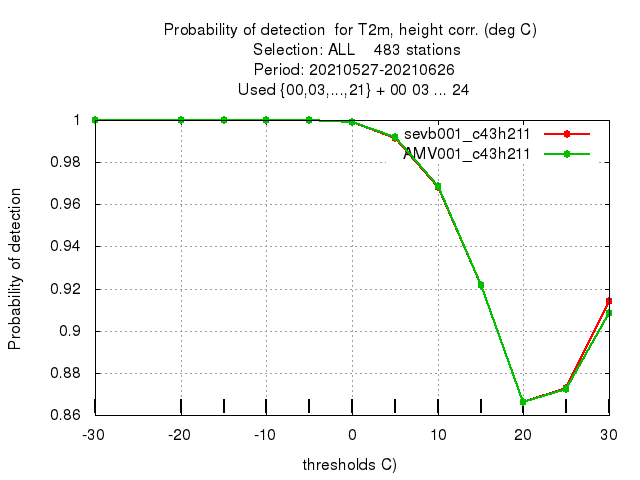 Probability of detection  for T2m, height corr. (deg C)
Selection: ALL    483 stations
Period: 20210527-20210626
Used {00,03,...,21} + 00 03 ... 24
sevb001_c43h211
AMV001_c43h211
1
0.98
0.96
0.94
0.92
0.9
0.88
0.86
Probability of detection
-30 -20 -10 0 10 20 30
thresholds C)